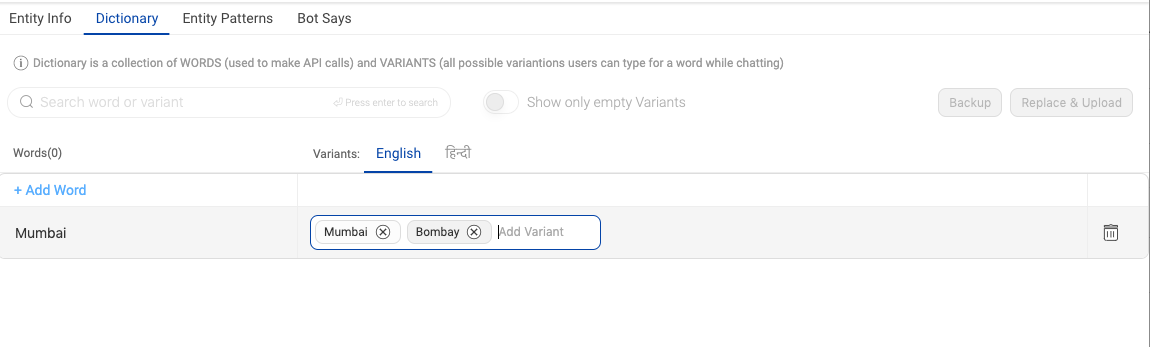 Entity Info Dictionary Entity Patterns Bot Says
Dictionary is a collection of WORDS (used to make API calls) and VARIANTS (all possible variantions users can type for a word while chatting)
Search word or variant Press enter to search Show only empty Variants Backup Replace & Upload
Words(0) Variants: English हिन्दी
+ Add Word
Mumbai Mumbai Bombay Add Variant